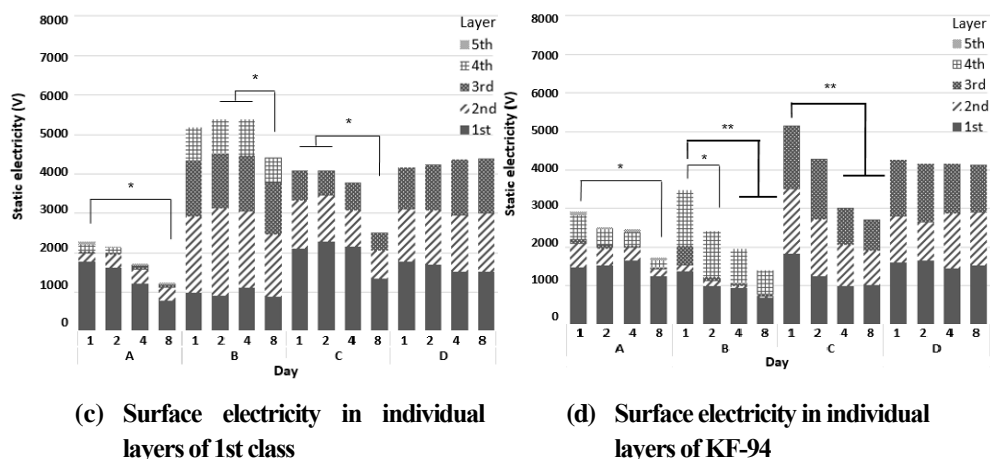 8000
7000
6000
5000
4000
3000
2000
1000
0
Static electricity (V)
Layer
5th
4th
3rd
2nd
1st
*
*
*
1 2 4 8 1 2 4 8 1 2 4 8 1 2 4 8
A B C D
Day
(c) Surface electricity in individual
layers of 1st class
8000
7000
6000
5000
4000
3000
2000
1000
0
Static electricity (V)
Layer
5th
4th
3rd
2nd
1st
**
**
*
*
1 2 4 8 1 2 4 8 1 2 4 8 1 2 4 8
A B C D
Day
(d) Surface electricity in individual
layers of KF-94